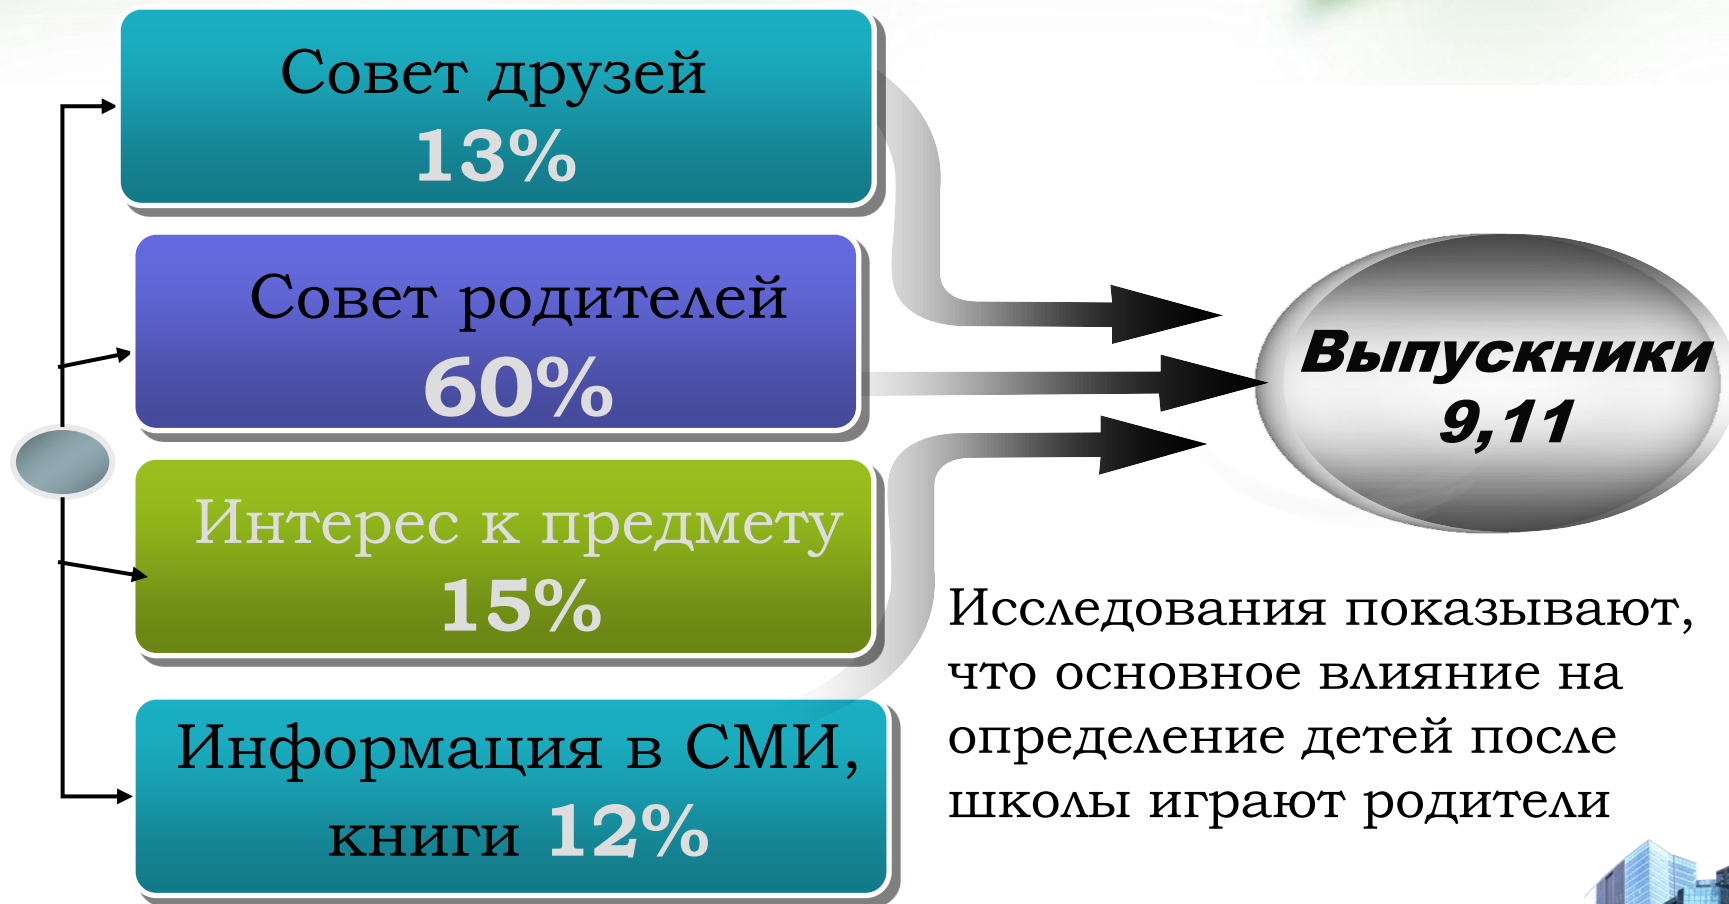 Совет друзей
13%
Совет родителей
60%
Интерес к предмету
15%
Информация в СМИ,
книги 12%
Выпускники
9,11
Исследования показывают,
что основное влияние на
определение детей после
школы играют родители